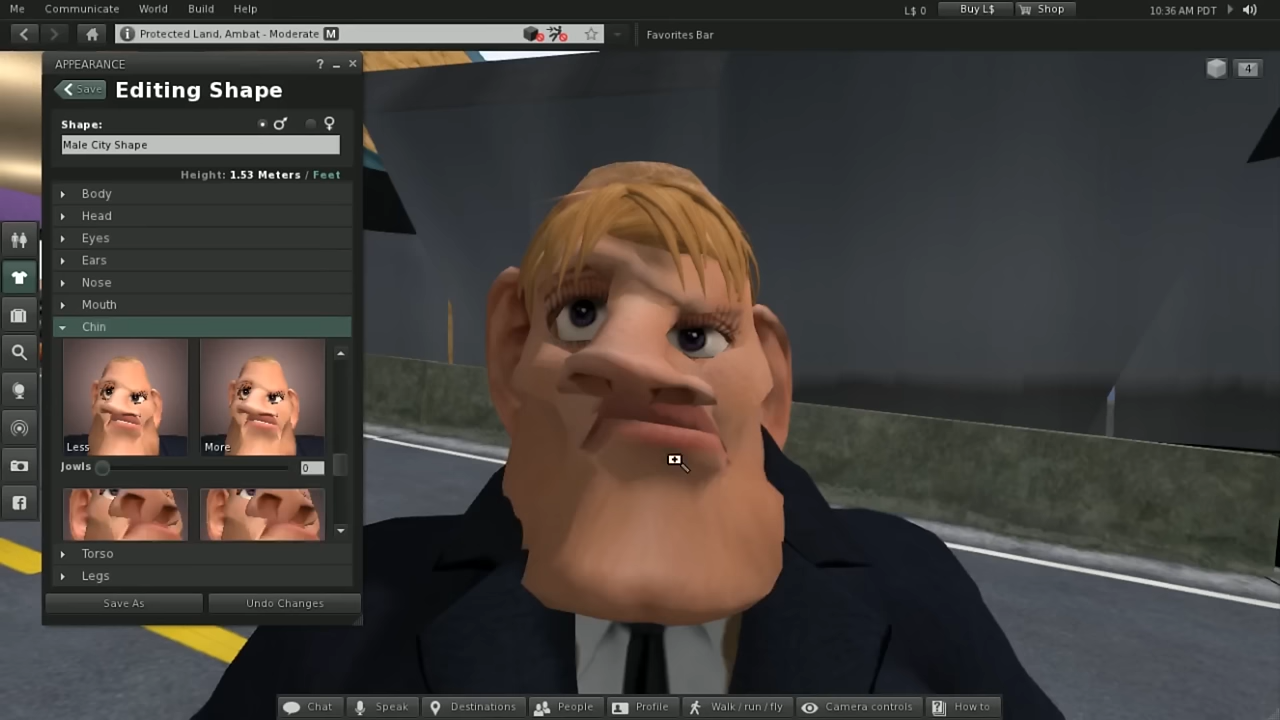 Me Communicate World Build Help L$ 0 Buy L$ Shop 10:36 AM PDT
Protected Land, Ambat - Moderate M Favorites Bar
APPEARANCE ? 4
Save Editing Shape
Shape:
Male City Shape
Height: 1.53 Meters / Feet
Body
Head
Eyes
Ears
Nose
Mouth
Chin
Less More
Jowls 0
Torso
Legs
Save As Undo Changes
Chat Speak Destinations People Profile Walk / run / fly Camera controls How to